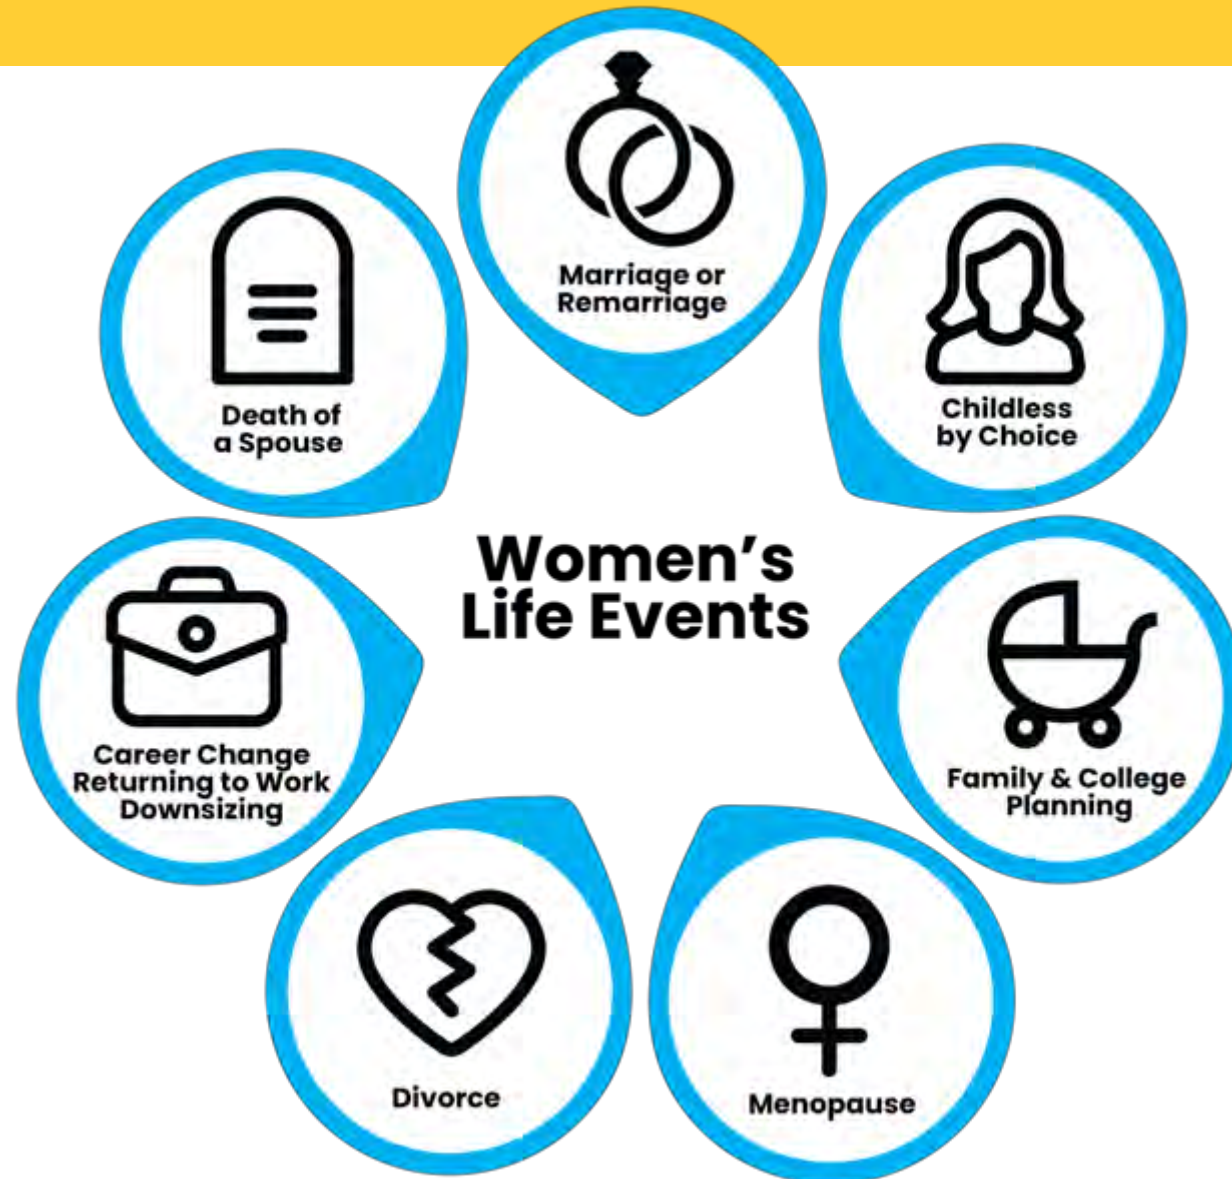 Marriage or
Remarriage
Childless
by Choice
Family & College
Planning
Menopause
Divorce
Career Change
Returning to Work
Downsizing
Death of
a Spouse
Women's
Life Events